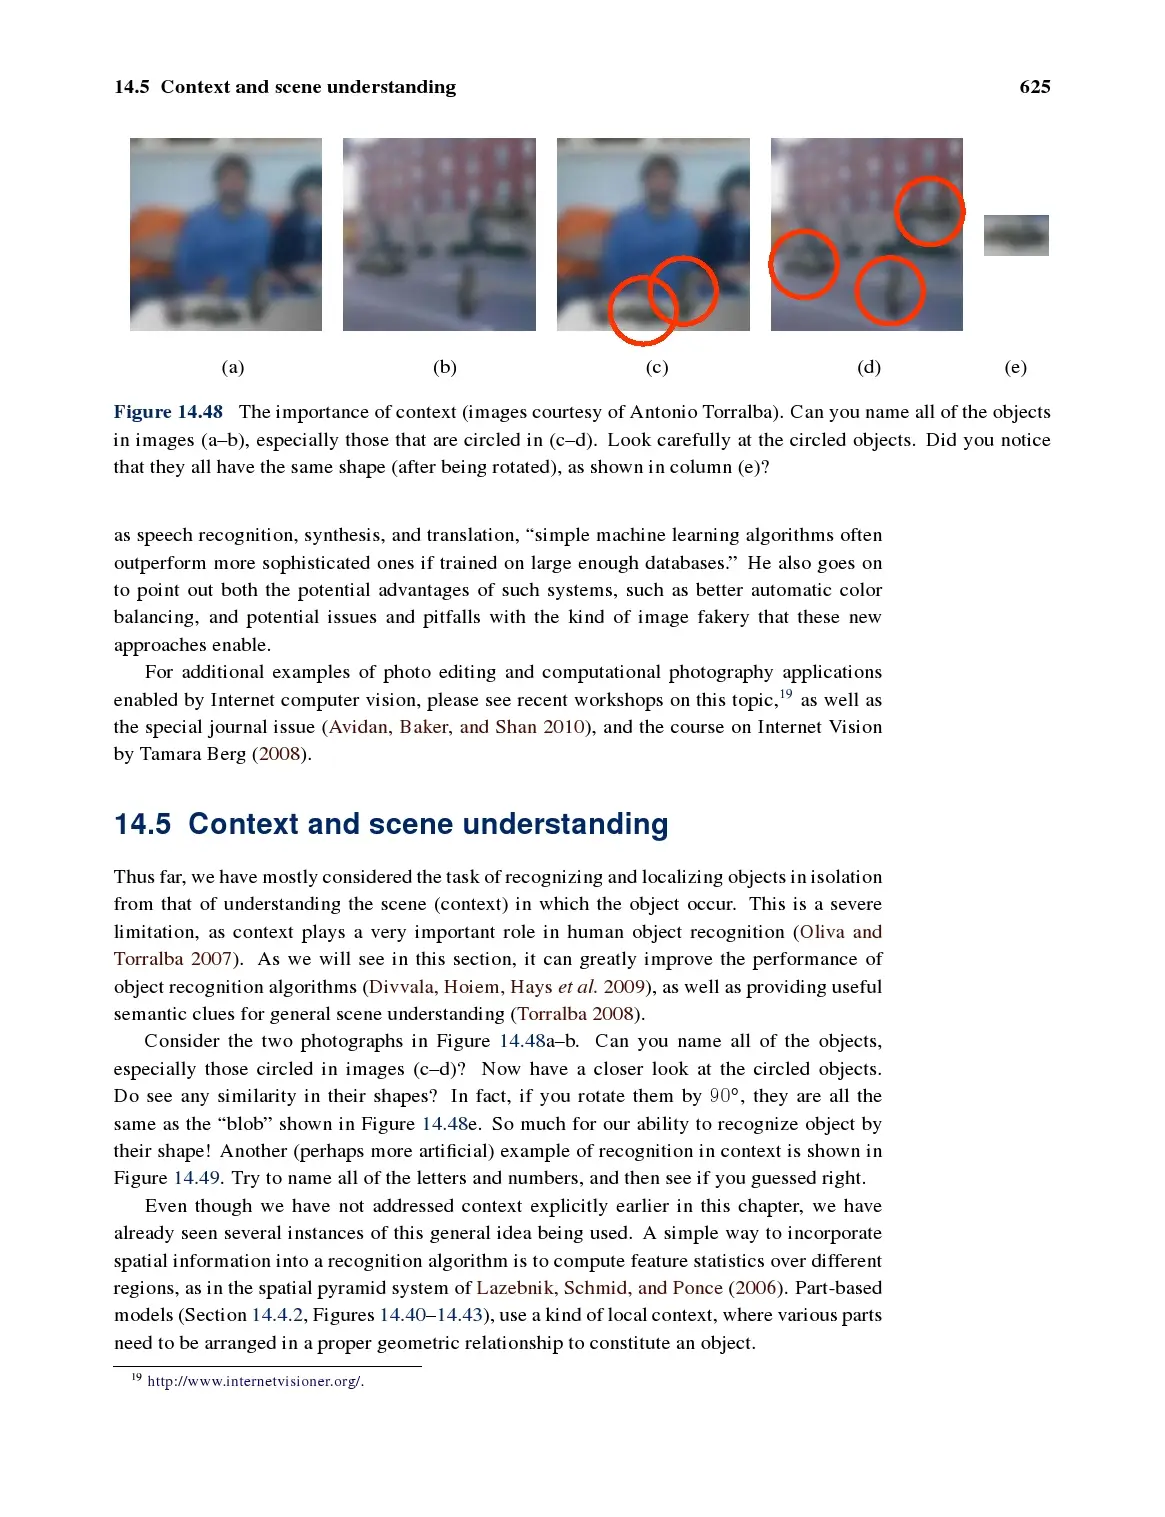 14.5 Context and scene understanding 625
(a) (b) (c) (d) (e)
Figure 14.48 The importance of context (images courtesy of Antonio Torralba). Can you name all of the objects
in images (a–b), especially those that are circled in (c–d). Look carefully at the circled objects. Did you notice
that they all have the same shape (after being rotated), as shown in column (e)?
as speech recognition, synthesis, and translation, “simple machine learning algorithms often
outperform more sophisticated ones if trained on large enough databases.” He also goes on
to point out both the potential advantages of such systems, such as better automatic color
balancing, and potential issues and pitfalls with the kind of image fakery that these new
approaches enable.
For additional examples of photo editing and computational photography applications
enabled by Internet computer vision, please see recent workshops on this topic,19 as well as
the special journal issue (Avidan, Baker, and Shan 2010), and the course on Internet Vision
by Tamara Berg (2008).
14.5 Context and scene understanding
Thus far, we have mostly considered the task of recognizing and localizing objects in isolation
from that of understanding the scene (context) in which the object occur. This is a severe
limitation, as context plays a very important role in human object recognition (Oliva and
Torralba 2007). As we will see in this section, it can greatly improve the performance of
object recognition algorithms (Divvala, Hoiem, Hays et al. 2009), as well as providing useful
semantic clues for general scene understanding (Torralba 2008).
Consider the two photographs in Figure 14.48a–b. Can you name all of the objects,
especially those circled in images (c–d)? Now have a closer look at the circled objects.
Do see any similarity in their shapes? In fact, if you rotate them by 90°, they are all the
same as the “blob” shown in Figure 14.48e. So much for our ability to recognize object by
their shape! Another (perhaps more artificial) example of recognition in context is shown in
Figure 14.49. Try to name all of the letters and numbers, and then see if you guessed right.
Even though we have not addressed context explicitly earlier in this chapter, we have
already seen several instances of this general idea being used. A simple way to incorporate
spatial information into a recognition algorithm is to compute feature statistics over different
regions, as in the spatial pyramid system of Lazebnik, Schmid, and Ponce (2006). Part-based
models (Section 14.4.2, Figures 14.40–14.43), use a kind of local context, where various parts
need to be arranged in a proper geometric relationship to constitute an object.
19 http://www.internetvisioner.org/.